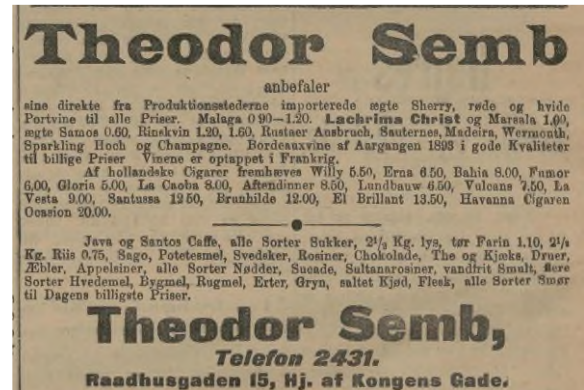 Theodor Semb
anbefaler
sine direkte fra Produktionsstederne importerede ægte Sherry, røde og hvide
Portvine til alle Priser. Malaga 0 90—1.20. Lachrima Christ og Marsala 1.00,
ægte Samos 0.60, Rinskvin 1.20, 1.60. Rustaer Ausbruch, Sauternes, Madeira, Wermouth,
Sparkling Hoch og Champagne. Bordeauxvine af Aargangen 1893 i gode Kvaliteter
til billige Priser Vinene er optappet i Frankrig.
Af hollandske Cigarer fremhæves Willy 5.50, Erna 6 50, Bahia 8.00, Fumor
6,00, Gloria 5.00, La Caoba 8.00, Aftendinner 8.50, Lundbauw 6.50, Vulcans 7.50, La
Vesta 9.00, Santussa 12 50, Brunhilde 12.00, El Brillant 13.50, Havanna Cigaren
Ocasion 20.00.
Java og Santos Caffe, alle Sorter Sukker, 2½ Kg. lys, tør Farin 1.10, 2½
Kg. Riis 0.75, Sago, Potetesmel, Svedsker, Rosiner, Chokolade, The og Kjæks, Druer,
Æbler, Appelsiner, alle Sorter Nødder, Sucade, Sultanarosiner, vandfrit Smult, flere
Sorter Hvedemel, Bygmel, Rugmel, Erter, Gryn, saltet Kjød, Flesk, alle Sorter Smør
til Dagens billigste Priser.
Theodor Semb,
Telefon 2431.
Raadhusgaden 15, Hj. af Kongens Gade.